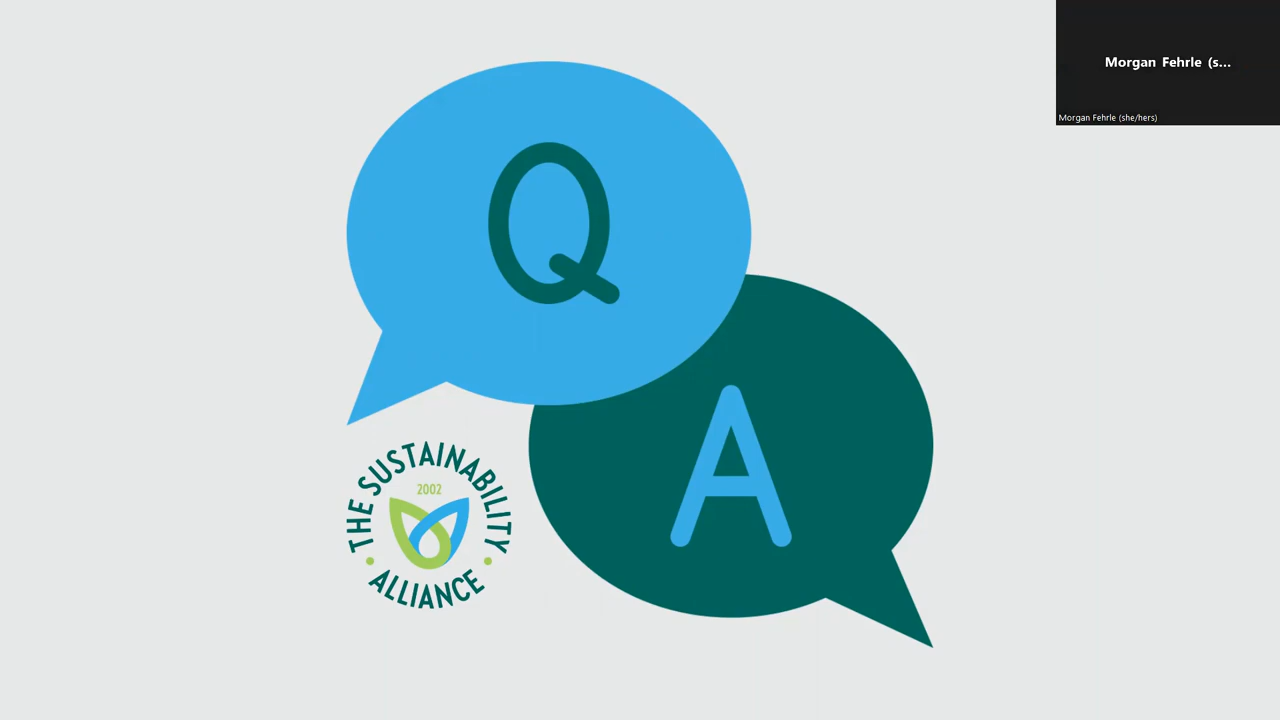 Q
A
THE SUSTAINABILITY
2002
ALLIANCE
Morgan Fehrle (s...
Morgan Fehrle (she/hers)